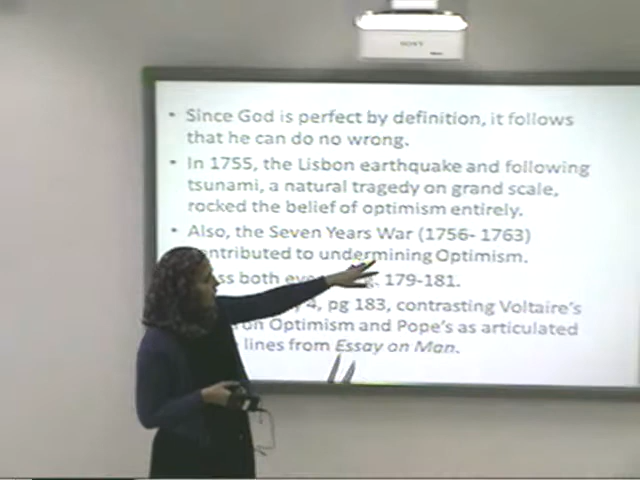 SONY
• Since God is perfect by definition, it follows
that he can do no wrong.
• In 1755, the Lisbon earthquake and following
tsunami, a natural tragedy on grand scale,
rocked the belief of optimism entirely.
• Also, the Seven Years War (1756- 1763)
ntributed to undermining Optimism.
ss both 179-181.
4, pg 183, contrasting Voltaire's
on Optimism and Pope's as articulated
lines from Essay on Man.